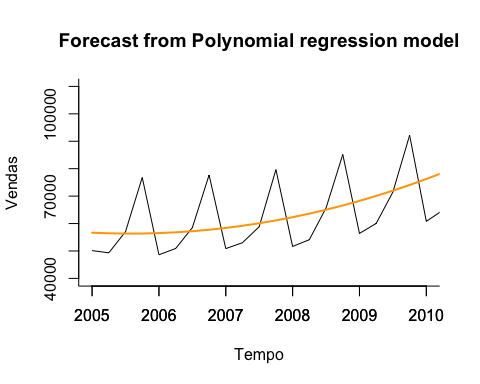 Forecast from Polynomial regression model
Vendas
100000
70000
40000
2005 2006 2007 2008 2009 2010
Tempo